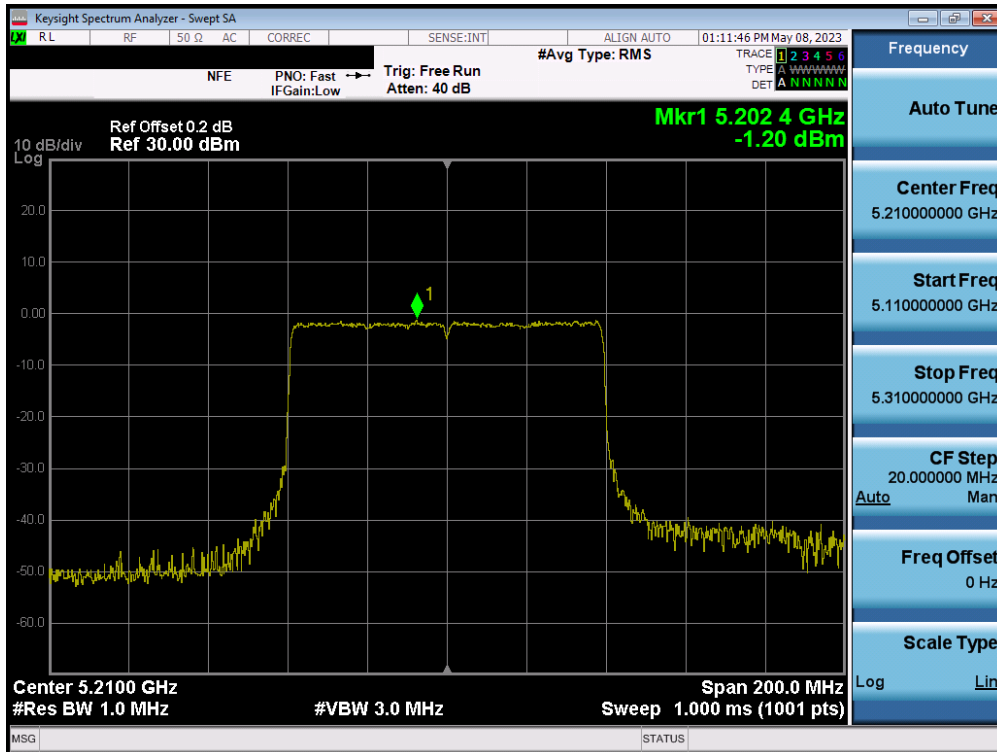 Keysight Spectrum Analyzer - Swept SA
LXI RL RF 50 Ω AC CORREC SENSE:INT ALIGN AUTO 01:11:46 PM May 08, 2023
NFE
PNO: Fast
IFGain:Low
Trig: Free Run
Atten: 40 dB
#Avg Type: RMS
TRACE 1 2 3 4 5 6
TYPE A WWWWW
DET A N N N N N
Mkr1 5.202 4 GHz
-1.20 dBm
Ref Offset 0.2 dB
Ref 30.00 dBm
10 dB/div
Log
20.0
10.0
0.00
-10.0
-20.0
-30.0
-40.0
-50.0
-60.0
1
Center 5.2100 GHz
Span 200.0 MHz
#Res BW 1.0 MHz
#VBW 3.0 MHz
Sweep 1.000 ms (1001 pts)
MSG
STATUS
Frequency
Auto Tune
Center Freq
5.210000000 GHz
Start Freq
5.110000000 GHz
Stop Freq
5.310000000 GHz
CF Step
20.000000 MHz
Auto Man
Freq Offset
0 Hz
Scale Type
Log Lin